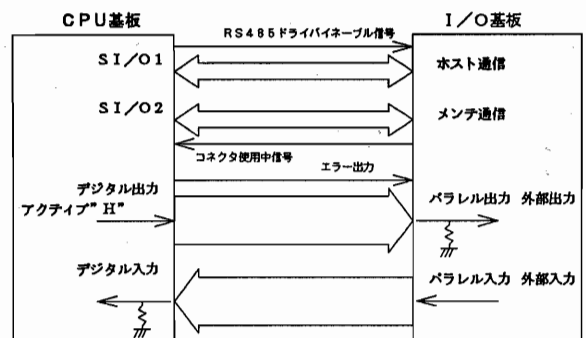 CPU基板
I/O基板
RS485ドライバイネーブル信号
SI/O1
ホスト通信
SI/O2
メンテ通信
コネクタ使用中信号
エラー出力
デジタル出力
パラレル出力 外部出力
アクティブ"H"
デジタル入力
パラレル入力 外部入力